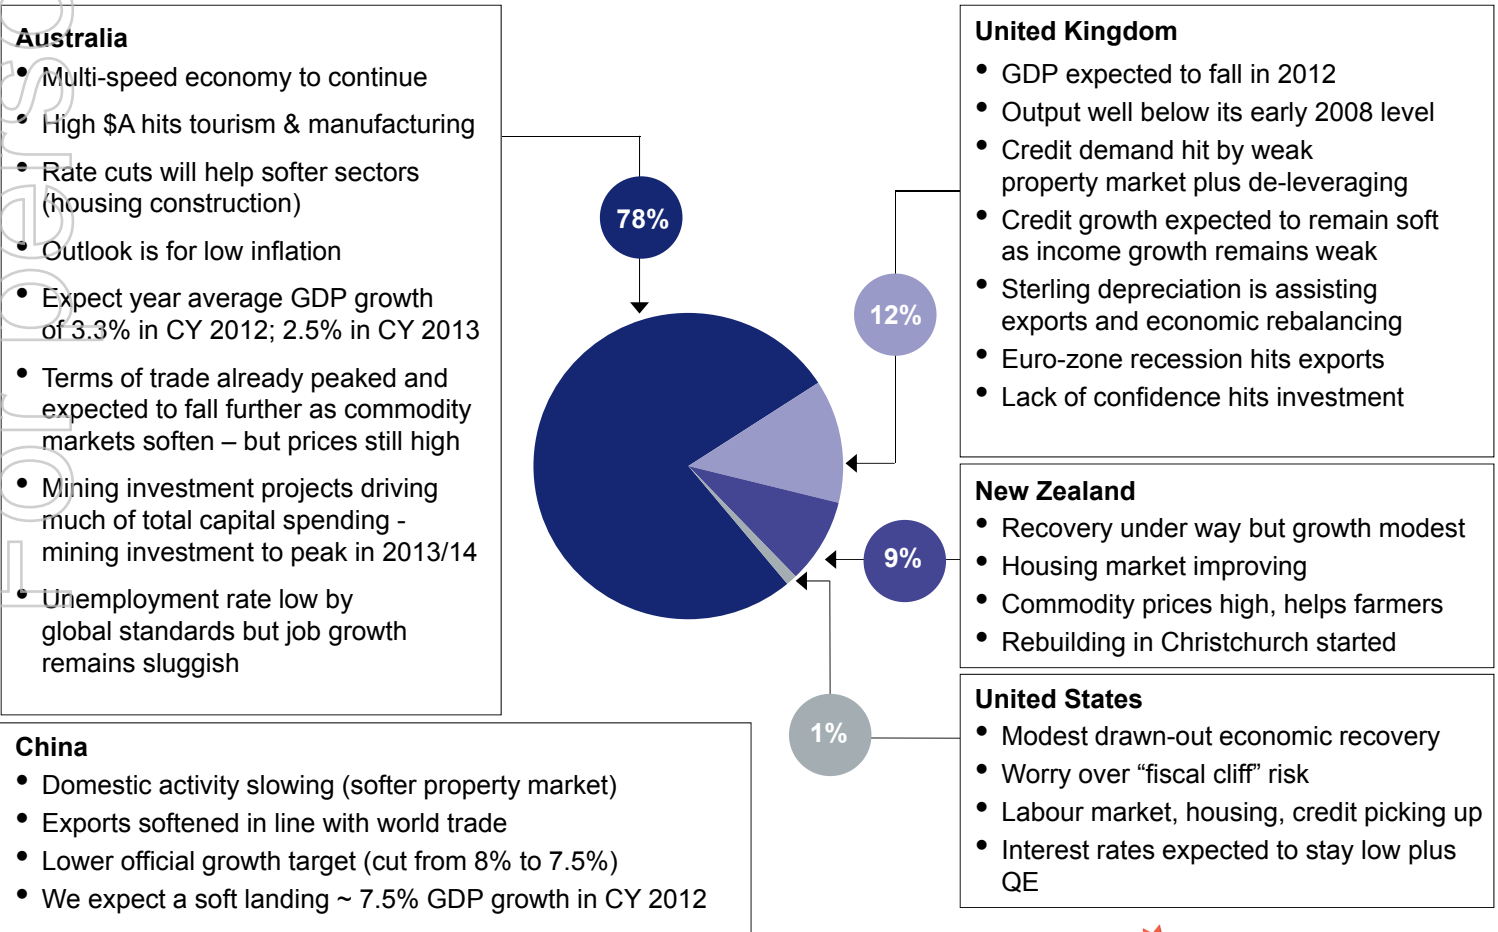 Australia
• Multi-speed economy to continue
• High $A hits tourism & manufacturing
• Rate cuts will help softer sectors
(housing construction)
• Outlook is for low inflation
• Expect year average GDP growth
of 3.3% in CY 2012; 2.5% in CY 2013
• Terms of trade already peaked and
expected to fall further as commodity
markets soften – but prices still high
• Mining investment projects driving
much of total capital spending -
mining investment to peak in 2013/14
• Unemployment rate low by
global standards but job growth
remains sluggish
China
• Domestic activity slowing (softer property market)
• Exports softened in line with world trade
• Lower official growth target (cut from 8% to 7.5%)
• We expect a soft landing ~ 7.5% GDP growth in CY 2012
78%
12%
9%
1%
United Kingdom
• GDP expected to fall in 2012
• Output well below its early 2008 level
• Credit demand hit by weak
property market plus de-leveraging
• Credit growth expected to remain soft
as income growth remains weak
• Sterling depreciation is assisting
exports and economic rebalancing
• Euro-zone recession hits exports
• Lack of confidence hits investment
New Zealand
• Recovery under way but growth modest
• Housing market improving
• Commodity prices high, helps farmers
• Rebuilding in Christchurch started
United States
• Modest drawn-out economic recovery
• Worry over “fiscal cliff” risk
• Labour market, housing, credit picking up
• Interest rates expected to stay low plus
QE
For